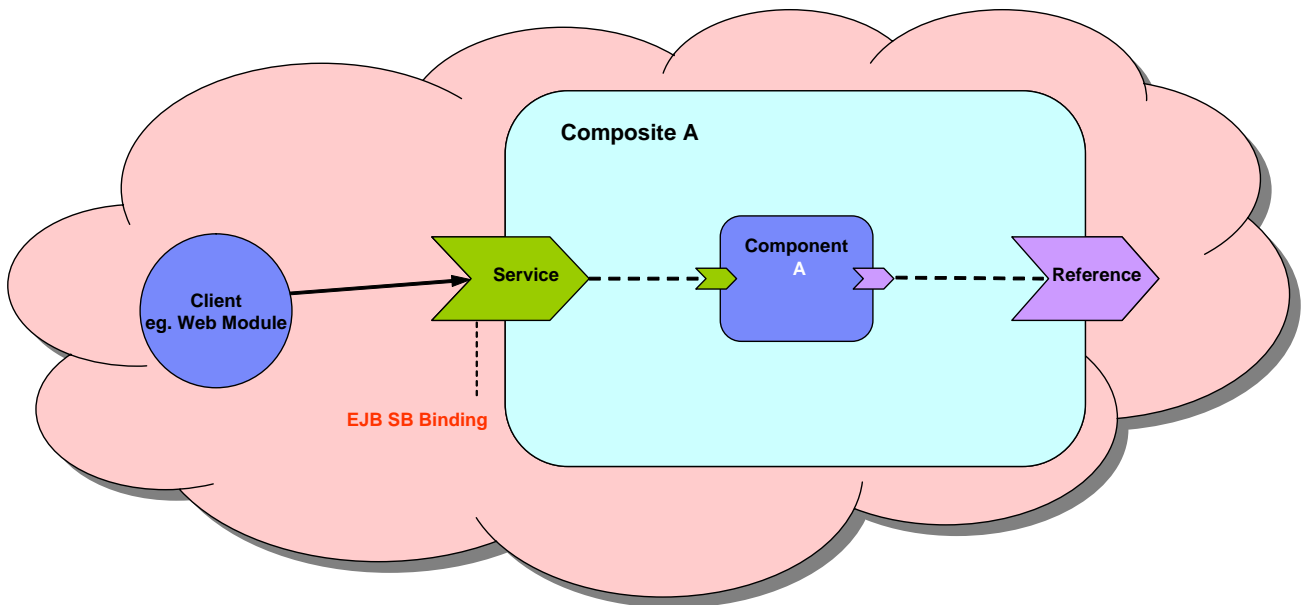 Composite A
Component
A
Service
Reference
Client
eg. Web Module
EJB SB Binding